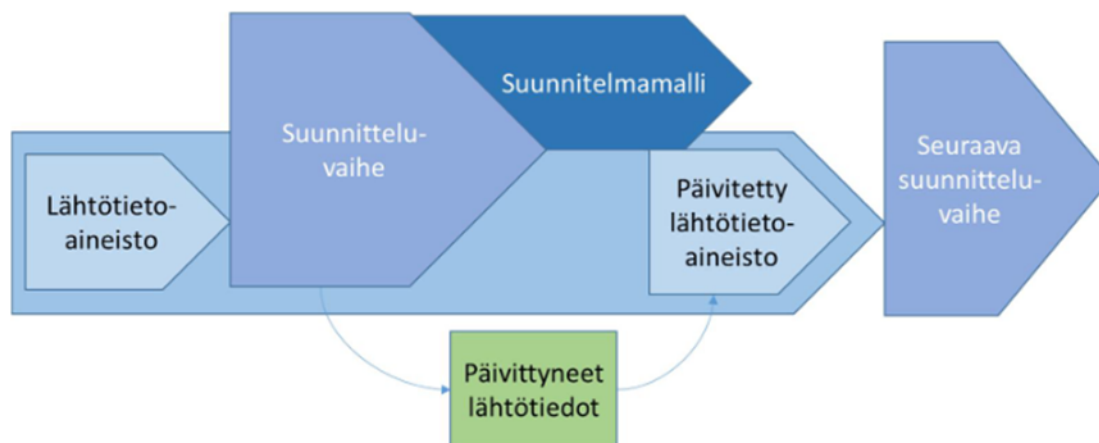 Lähtötieto-
aineisto
Suunnittelu-
vaihe
Suunnitelmamalli
Päivitetty
lähtötieto-
aineisto
Seuraava
suunnittelu-
vaihe
Päivittyneet
lähtötiedot